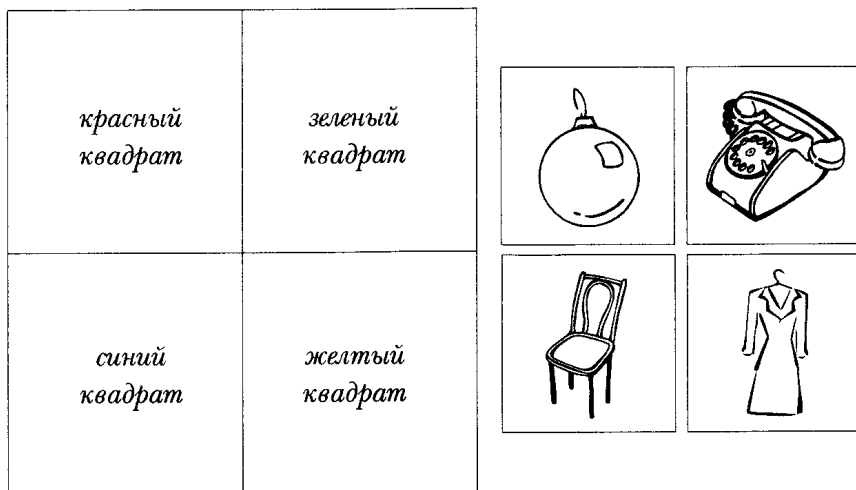 красный
квадрат
зеленый
квадрат
синий
квадрат
желтый
квадрат